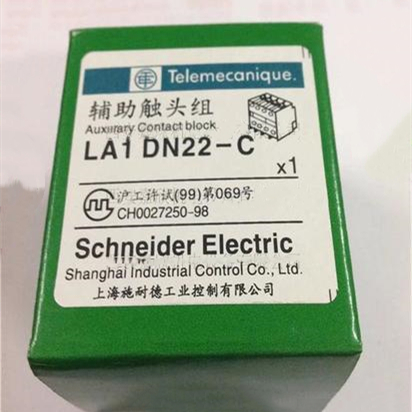 Telemecanique.
辅助触头组
Auxiliary Contact block
LA1 DN22-C
x1
沪工许试(99)第069号
CH0027250-98
Schneider Electric
Shanghai Industrial Control Co., Ltd.
上海施耐德工业控制有限公司